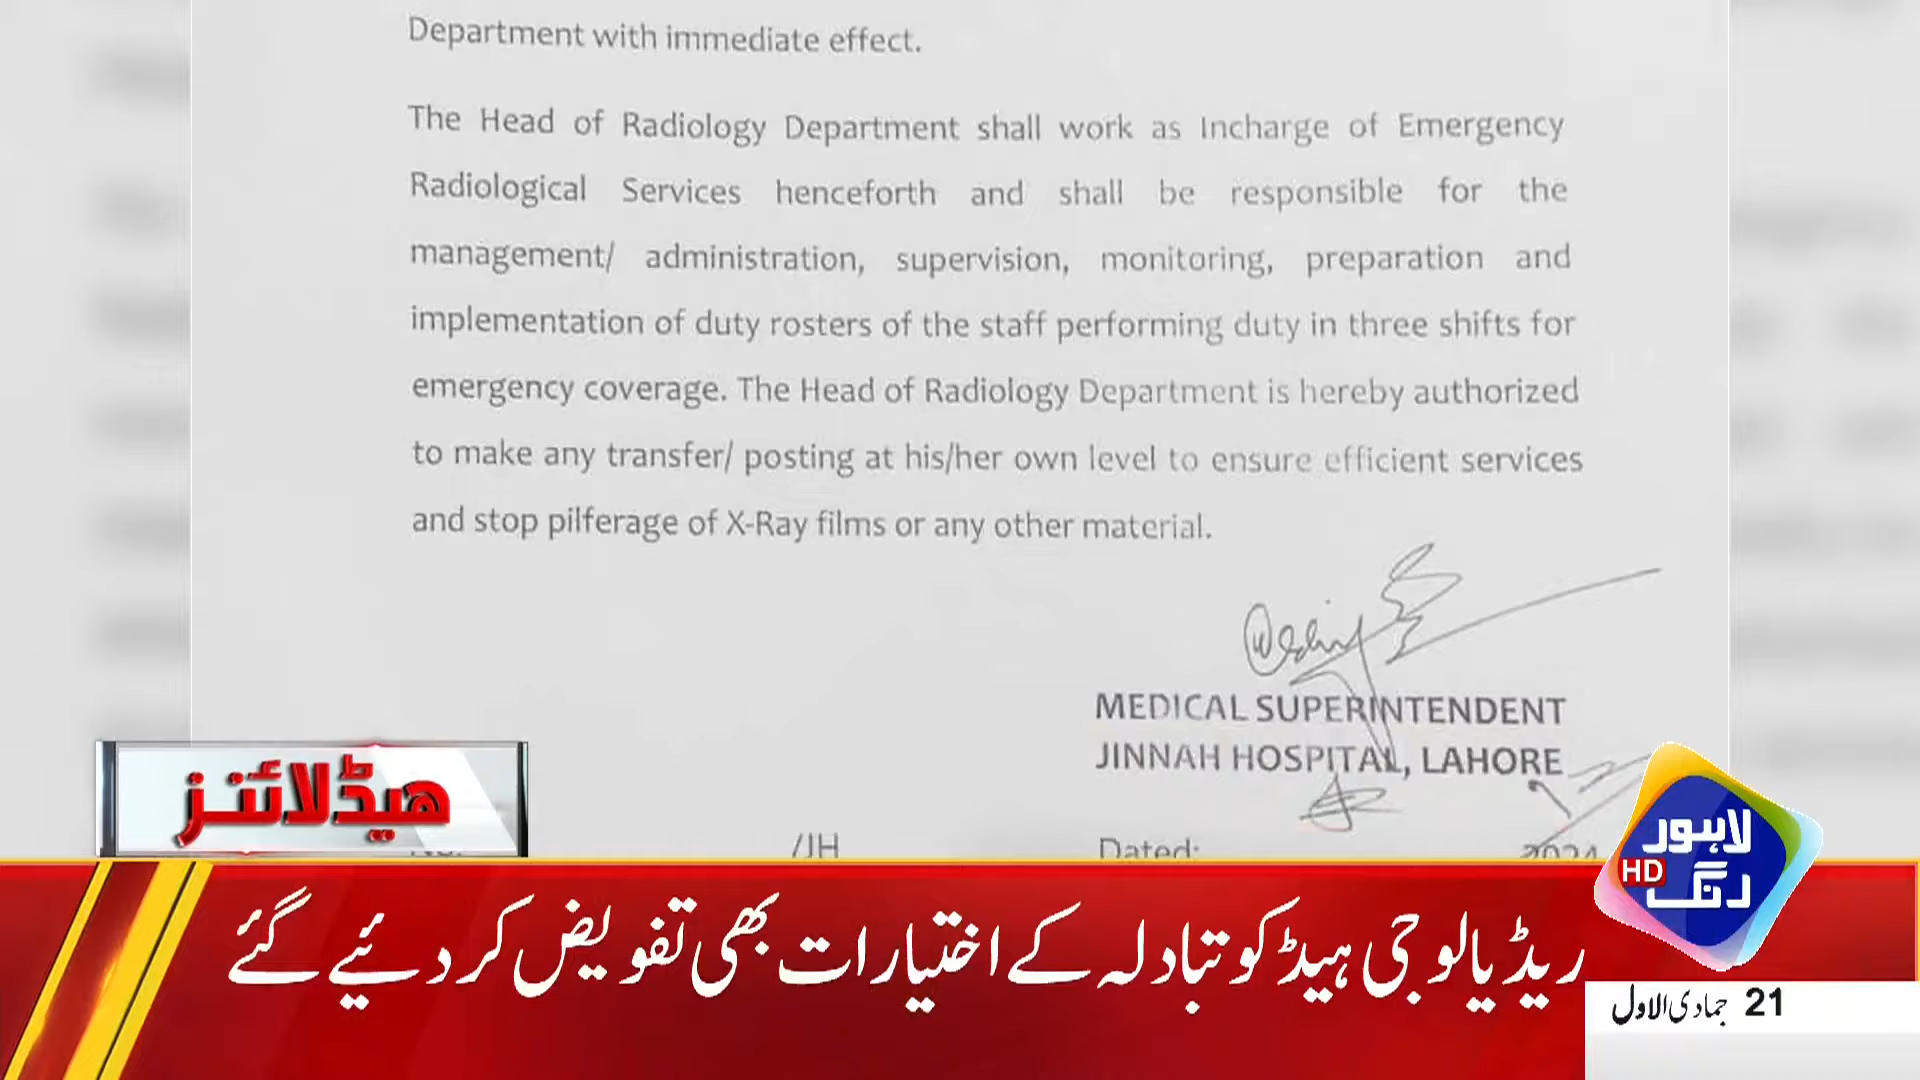 Department with immediate effect.
The Head of Radiology Department shall work as Incharge of Emergency
Radiological Services henceforth and shall be responsible for the
management/ administration, supervision, monitoring, preparation and
implementation of duty rosters of the staff performing duty in three shifts for
emergency coverage. The Head of Radiology Department is hereby authorized
to make any transfer/ posting at his/her own level to ensure efficient services
and stop pilferage of X-Ray films or any other material.
MEDICAL SUPERINTENDENT
JINNAH HOSPITAL, LAHORE
/JH
Dated: 2024
ہیڈلائنز
لاہور
رنگ
HD
ریڈیالوجی ہیڈ کو تبادلہ کے اختیارات بھی تفویض کر دئیے گئے
21 جمادی الاول